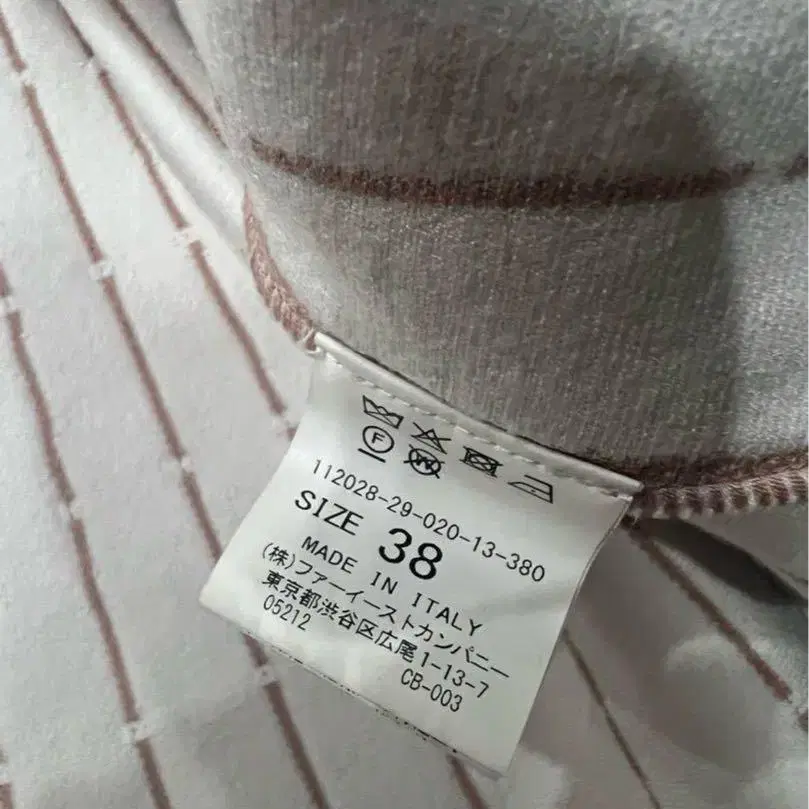 F W
112028-29-020-13-380
SIZE 38
MADE IN ITALY
(株)ファーイーストカンパニー
東京都渋谷区広尾1-13-7
05212 CB-003